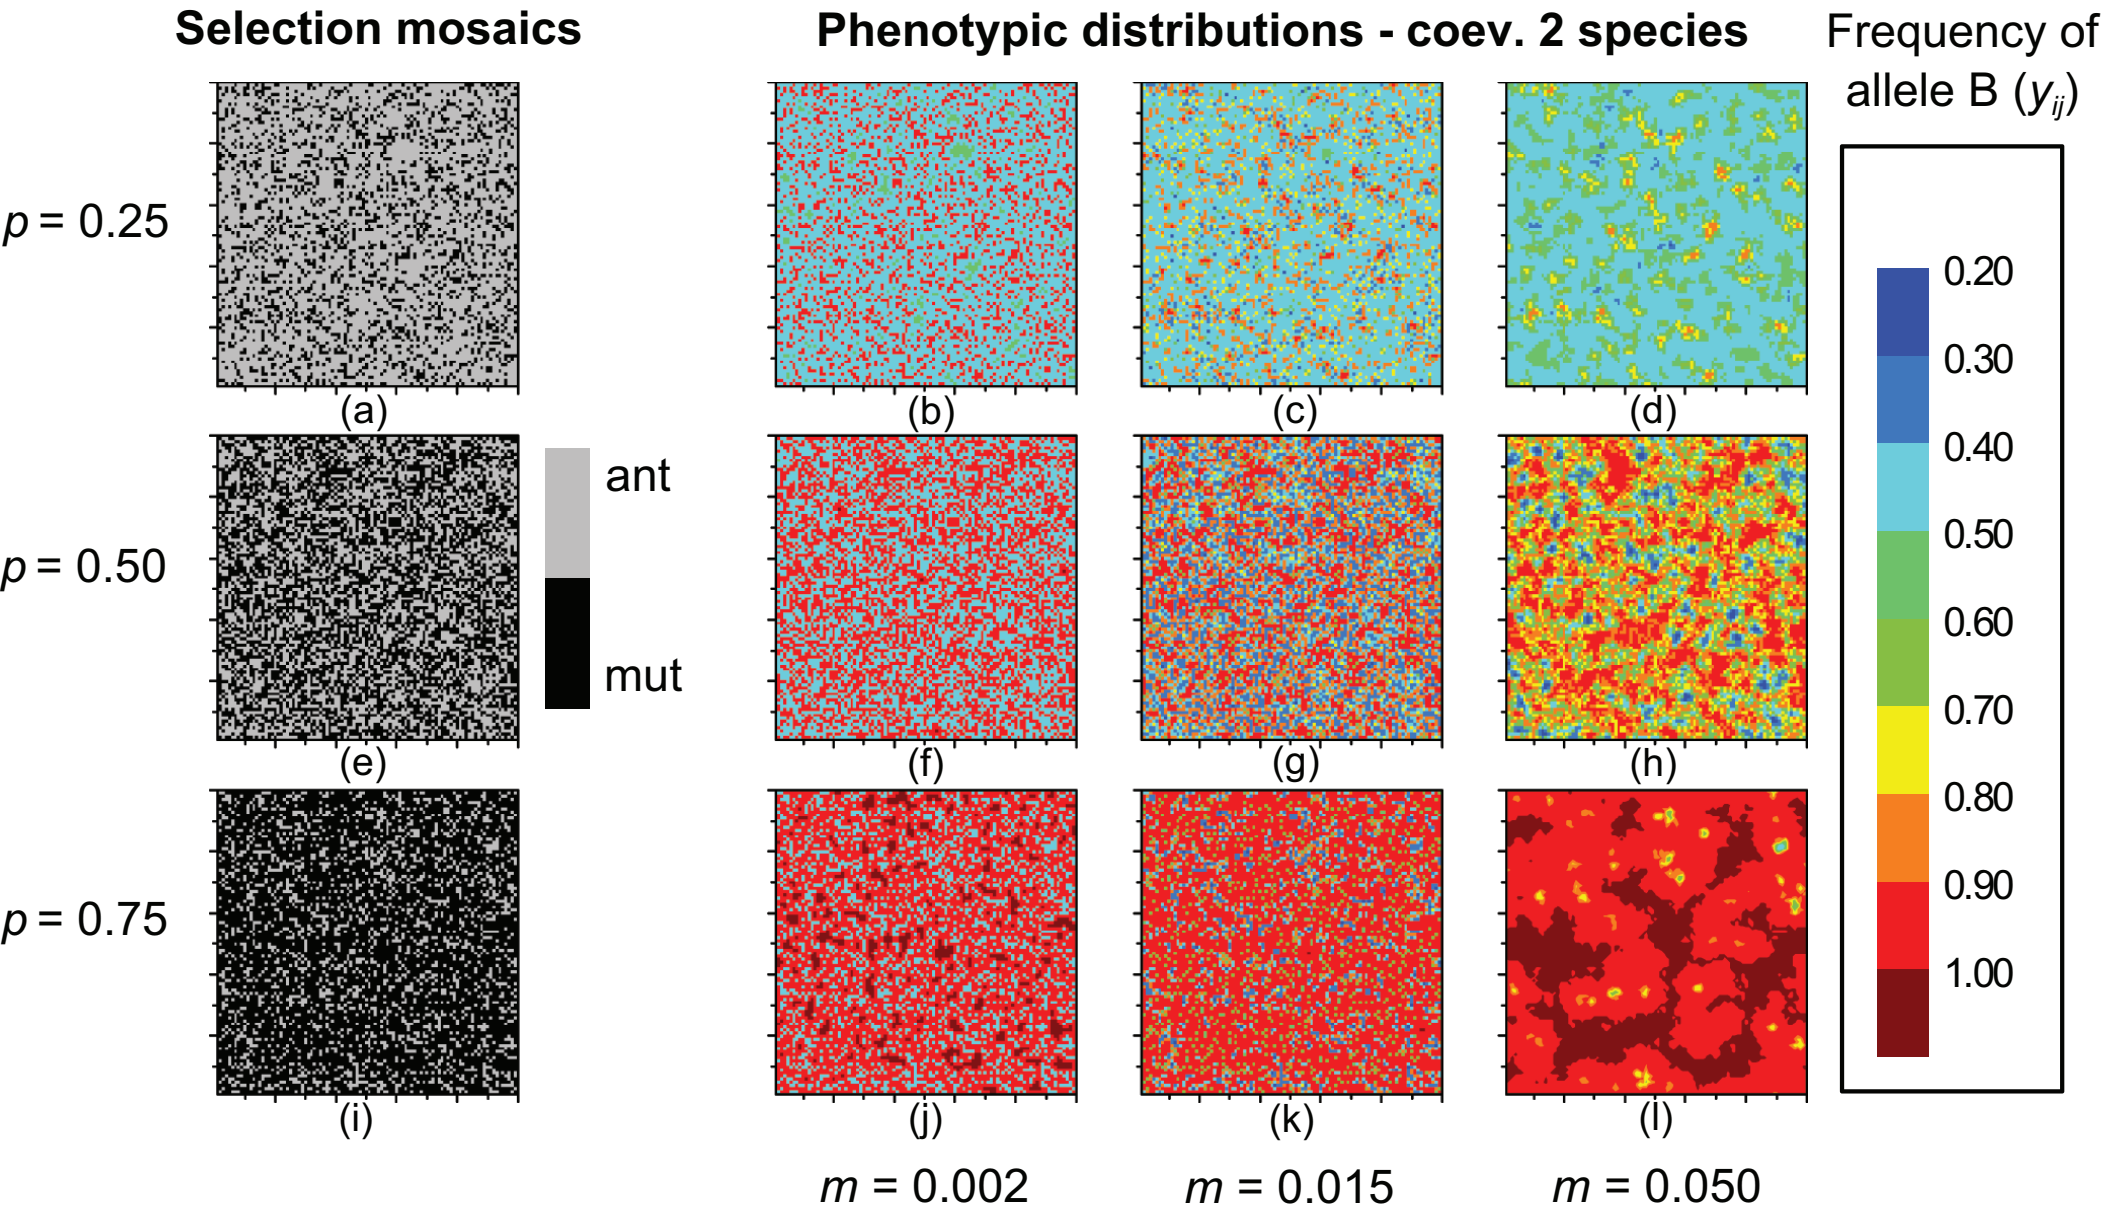 Selection mosaics
Phenotypic distributions - coev. 2 species
Frequency of
allele B (yij)
p = 0.25
(a)
(b)
(c)
(d)
0.20
0.30
0.40
0.50
0.60
0.70
0.80
0.90
1.00
p = 0.50
ant
mut
(e)
(f)
(g)
(h)
p = 0.75
(i)
(j)
(k)
(l)
m = 0.002
m = 0.015
m = 0.050